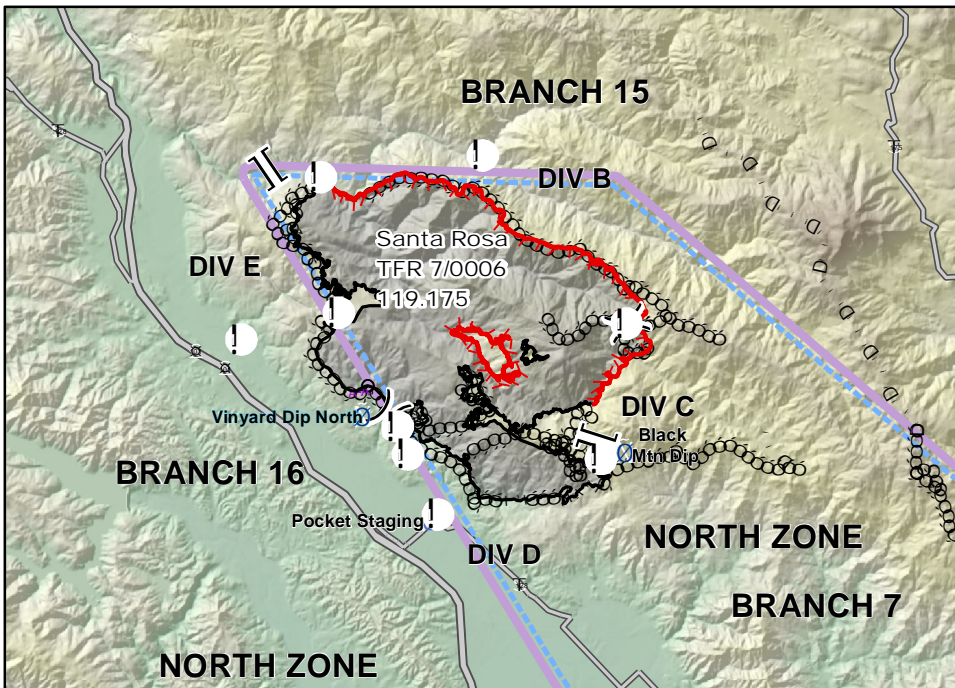 BRANCH 15
DIV B
Santa Rosa
TFR 7/0006
119.175
DIV E
DIV C
Vinyard Dip North
Black
Mtn Dip
BRANCH 16
Pocket Staging
NORTH ZONE
DIV D
BRANCH 7
NORTH ZONE